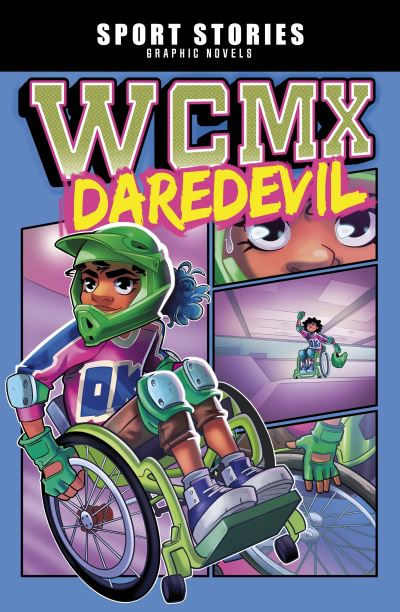 SPORT STORIES
GRAPHIC NOVELS
WCMX
DAREDEVIL